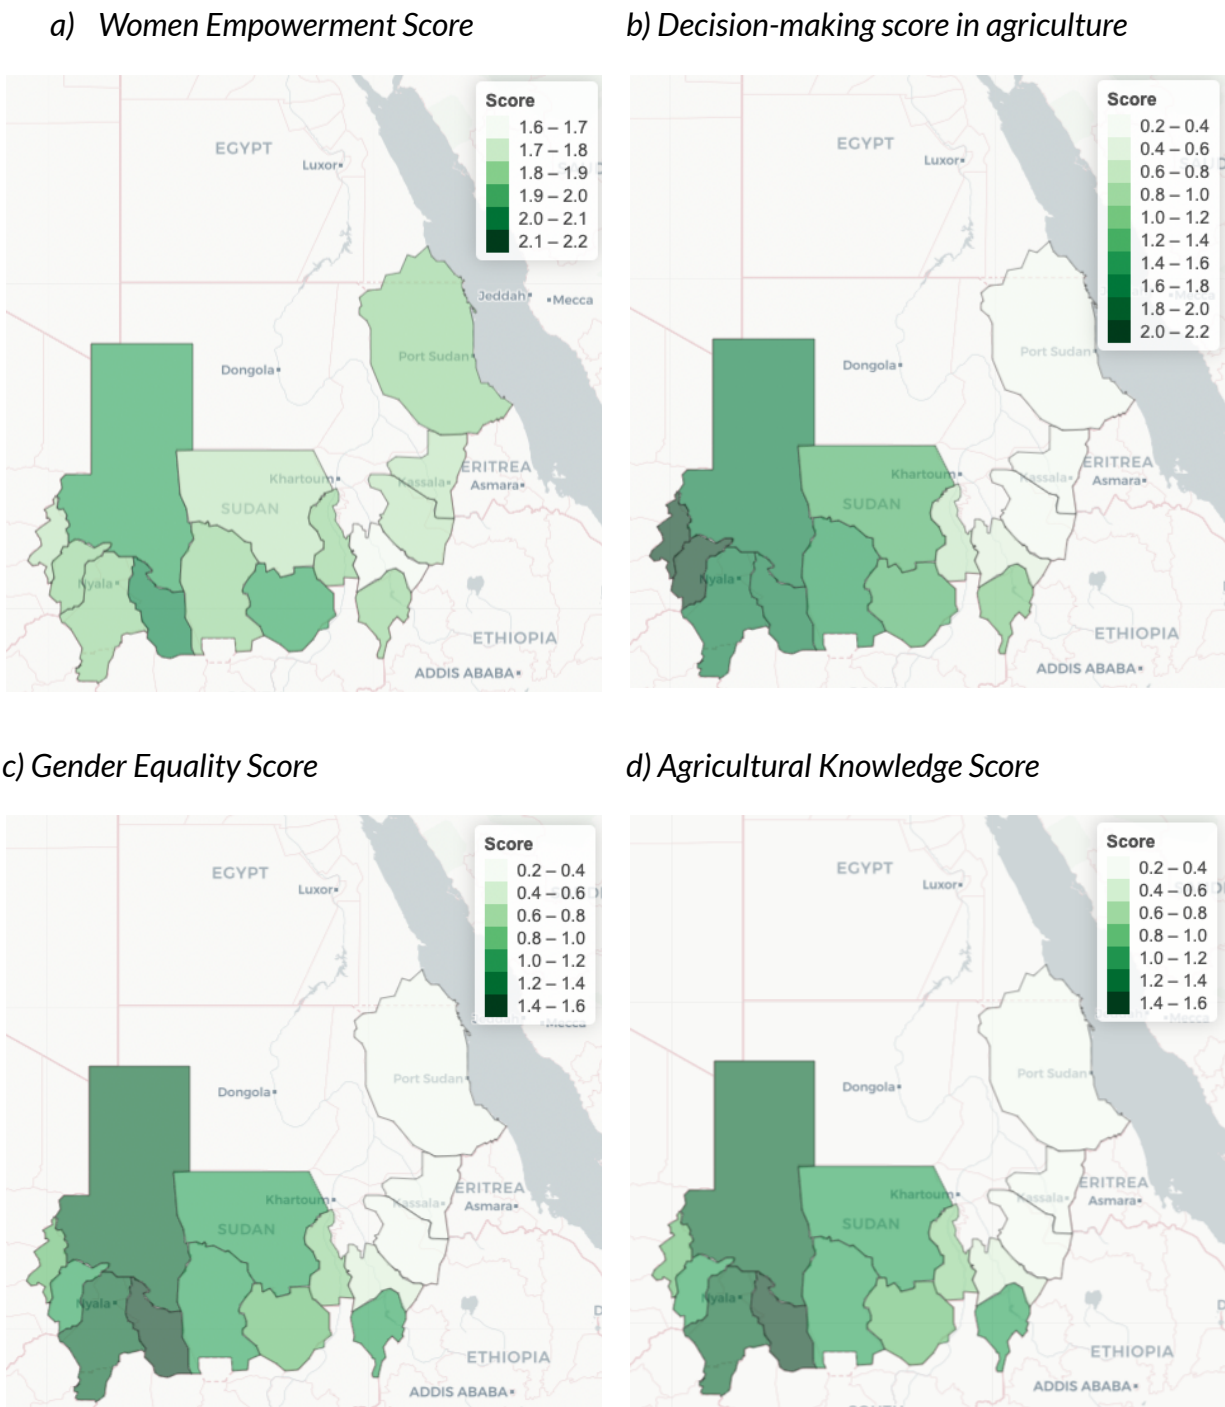 a) Women Empowerment Score
Score
1.6 – 1.7
1.7 – 1.8
1.8 – 1.9
1.9 – 2.0
2.0 – 2.1
2.1 – 2.2
EGYPT
Luxor
Jeddah
Mecca
Port Sudan
Dongola
Khartoum
SUDAN
Kassala
ERITREA
Asmara
Nyala
ETHIOPIA
ADDIS ABABA
b) Decision-making score in agriculture
Score
0.2 – 0.4
0.4 – 0.6
0.6 – 0.8
0.8 – 1.0
1.0 – 1.2
1.2 – 1.4
1.4 – 1.6
1.6 – 1.8
1.8 – 2.0
2.0 – 2.2
EGYPT
Luxor
Mecca
Port Sudan
Dongola
Khartoum
SUDAN
Kassala
ERITREA
Asmara
Nyala
ETHIOPIA
ADDIS ABABA
c) Gender Equality Score
Score
0.2 – 0.4
0.4 – 0.6
0.6 – 0.8
0.8 – 1.0
1.0 – 1.2
1.2 – 1.4
1.4 – 1.6
EGYPT
Luxor
Mecca
Port Sudan
Dongola
Khartoum
SUDAN
Kassala
ERITREA
Asmara
Nyala
ETHIOPIA
ADDIS ABABA
d) Agricultural Knowledge Score
Score
0.2 – 0.4
0.4 – 0.6
0.6 – 0.8
0.8 – 1.0
1.0 – 1.2
1.2 – 1.4
1.4 – 1.6
EGYPT
Luxor
Mecca
Port Sudan
Dongola
Khartoum
SUDAN
Kassala
ERITREA
Asmara
Nyala
ETHIOPIA
ADDIS ABABA